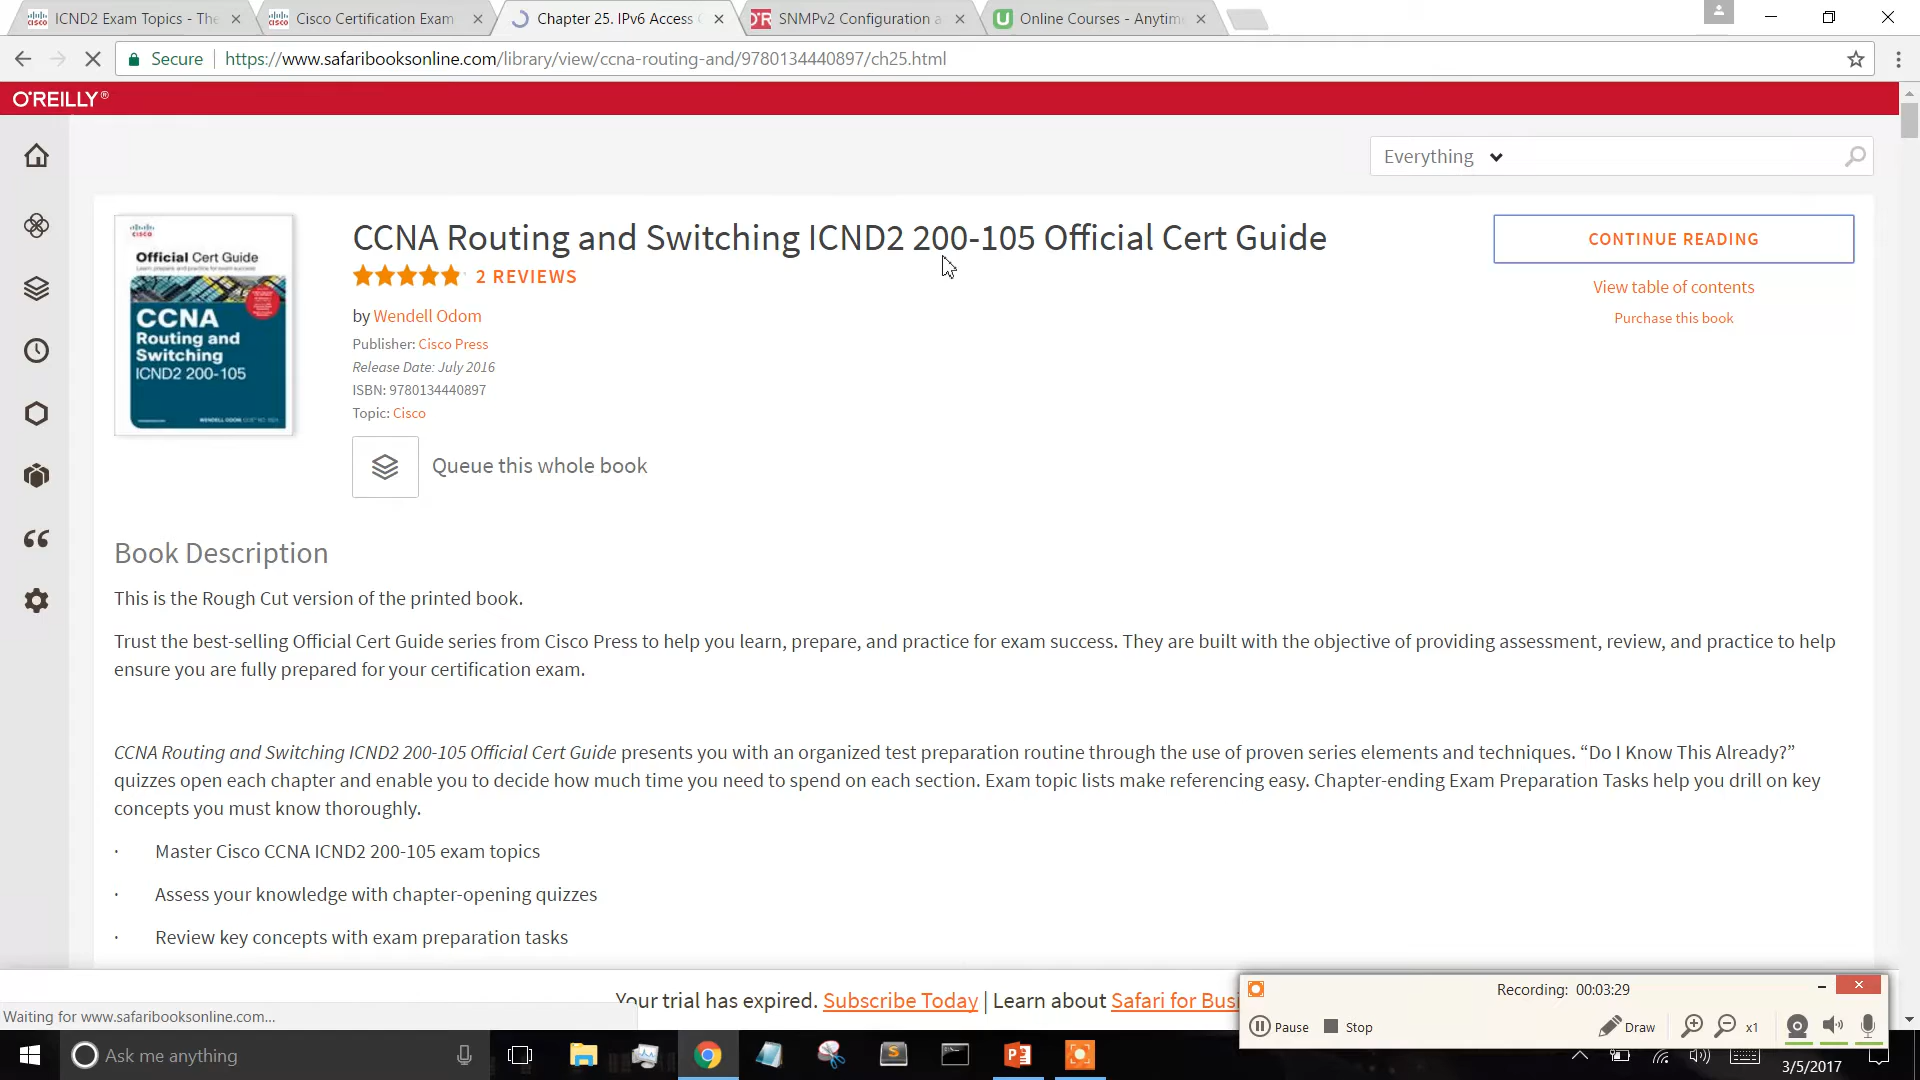 ICND2 Exam Topics - The
Cisco Certification Exam
Chapter 25. IPv6 Access
SNMPv2 Configuration a
Online Courses - Anytim
Secure
https://www.safaribooksonline.com/library/view/ccna-routing-and/9780134440897/ch25.html
O'REILLY®
Everything
CISCO
Official Cert Guide
CCNA
Routing and
Switching
ICND2 200-105
CCNA Routing and Switching ICND2 200-105 Official Cert Guide
2 REVIEWS
by Wendell Odom
Publisher: Cisco Press
Release Date: July 2016
ISBN: 9780134440897
Topic: Cisco
Queue this whole book
CONTINUE READING
View table of contents
Purchase this book
Book Description
This is the Rough Cut version of the printed book.
Trust the best-selling Official Cert Guide series from Cisco Press to help you learn, prepare, and practice for exam success. They are built with the objective of providing assessment, review, and practice to help
ensure you are fully prepared for your certification exam.
CCNA Routing and Switching ICND2 200-105 Official Cert Guide presents you with an organized test preparation routine through the use of proven series elements and techniques. “Do I Know This Already?”
quizzes open each chapter and enable you to decide how much time you need to spend on each section. Exam topic lists make referencing easy. Chapter-ending Exam Preparation Tasks help you drill on key
concepts you must know thoroughly.
· Master Cisco CCNA ICND2 200-105 exam topics
· Assess your knowledge with chapter-opening quizzes
· Review key concepts with exam preparation tasks
Your trial has expired. Subscribe Today | Learn about Safari for Busi
Waiting for www.safaribooksonline.com...
Recording: 00:03:29
Pause Stop
Draw
x1
Ask me anything
3/5/2017